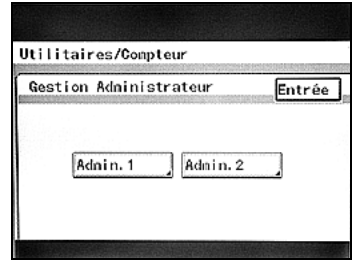 Utilitaires/Compteur
Gestion Administrateur
Entrée
Admin.1 Admin.2